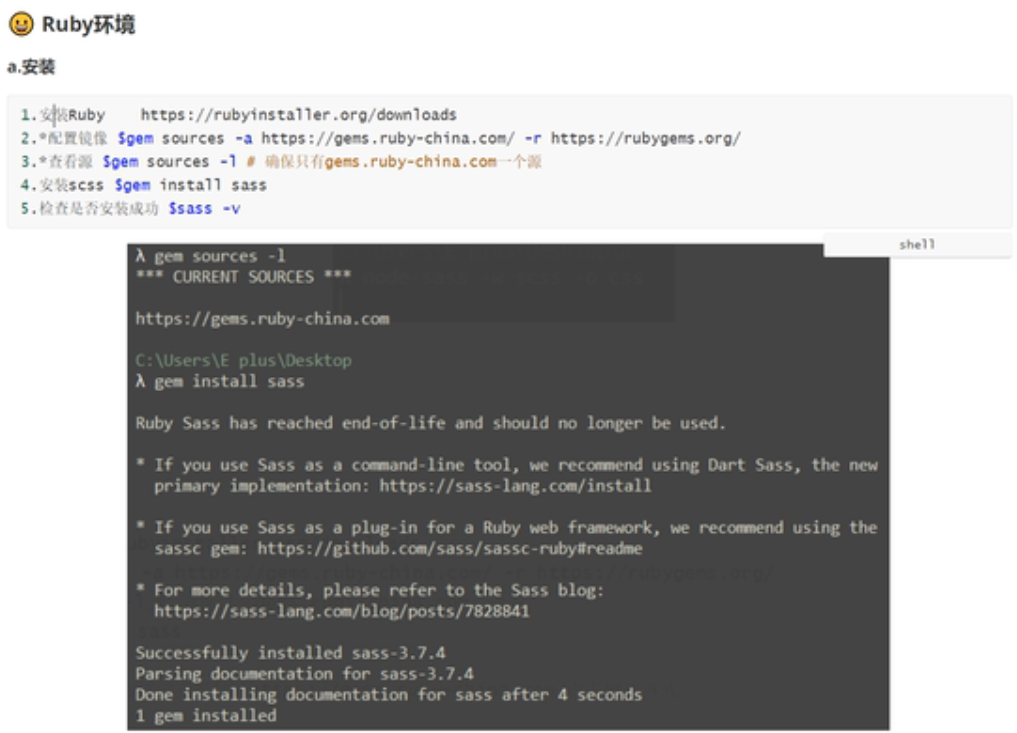 😀 Ruby环境
a.安装
1.安装Ruby    https://rubyinstaller.org/downloads
2.*配置镜像 $gem sources -a https://gems.ruby-china.com/ -r https://rubygems.org/
3.*查看源 $gem sources -l # 确保只有gems.ruby-china.com一个源
4.安装scss $gem install sass
5.检查是否安装成功 $sass -v
shell
λ gem sources -l
*** CURRENT SOURCES ***
https://gems.ruby-china.com
C:\Users\E plus\Desktop
λ gem install sass
Ruby Sass has reached end-of-life and should no longer be used.
* If you use Sass as a command-line tool, we recommend using Dart Sass, the new
primary implementation: https://sass-lang.com/install
* If you use Sass as a plug-in for a Ruby web framework, we recommend using the
sassc gem: https://github.com/sass/sassc-ruby#readme
* For more details, please refer to the Sass blog:
https://sass-lang.com/blog/posts/7828841
Successfully installed sass-3.7.4
Parsing documentation for sass-3.7.4
Done installing documentation for sass after 4 seconds
1 gem installed